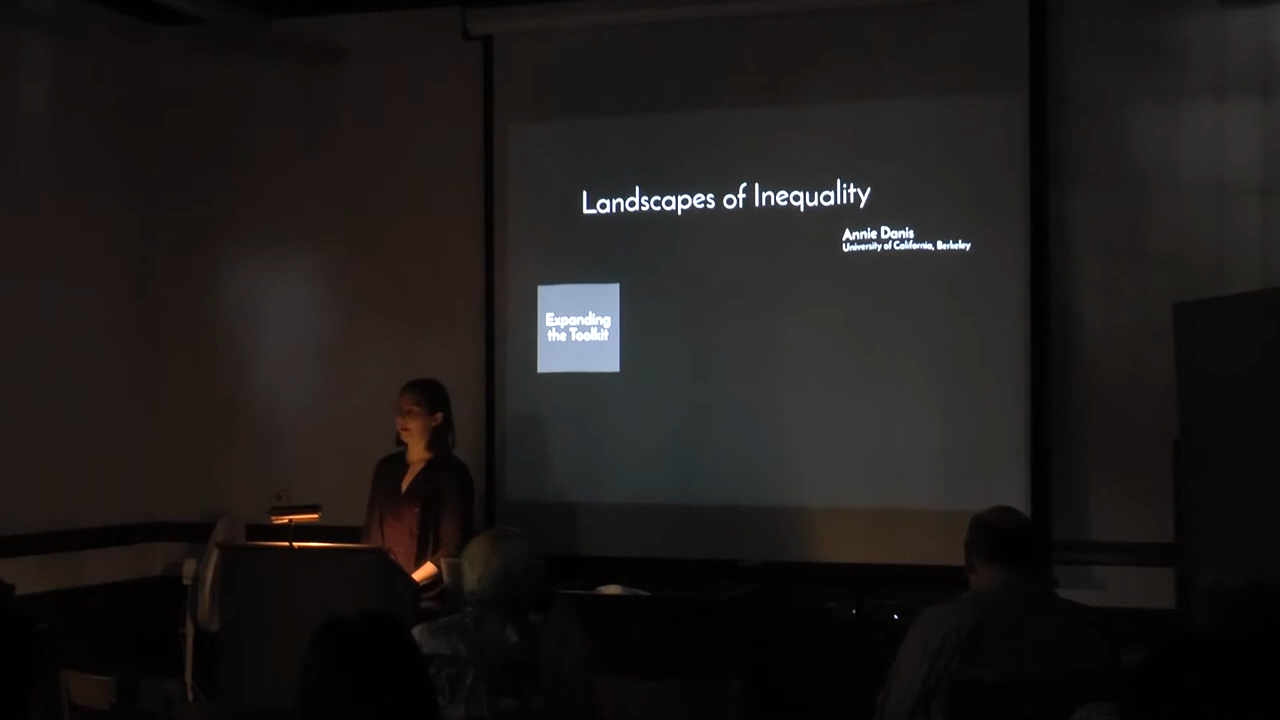 Landscapes of Inequality
Annie Danis
University of California, Berkeley
Expanding
the Toolkit